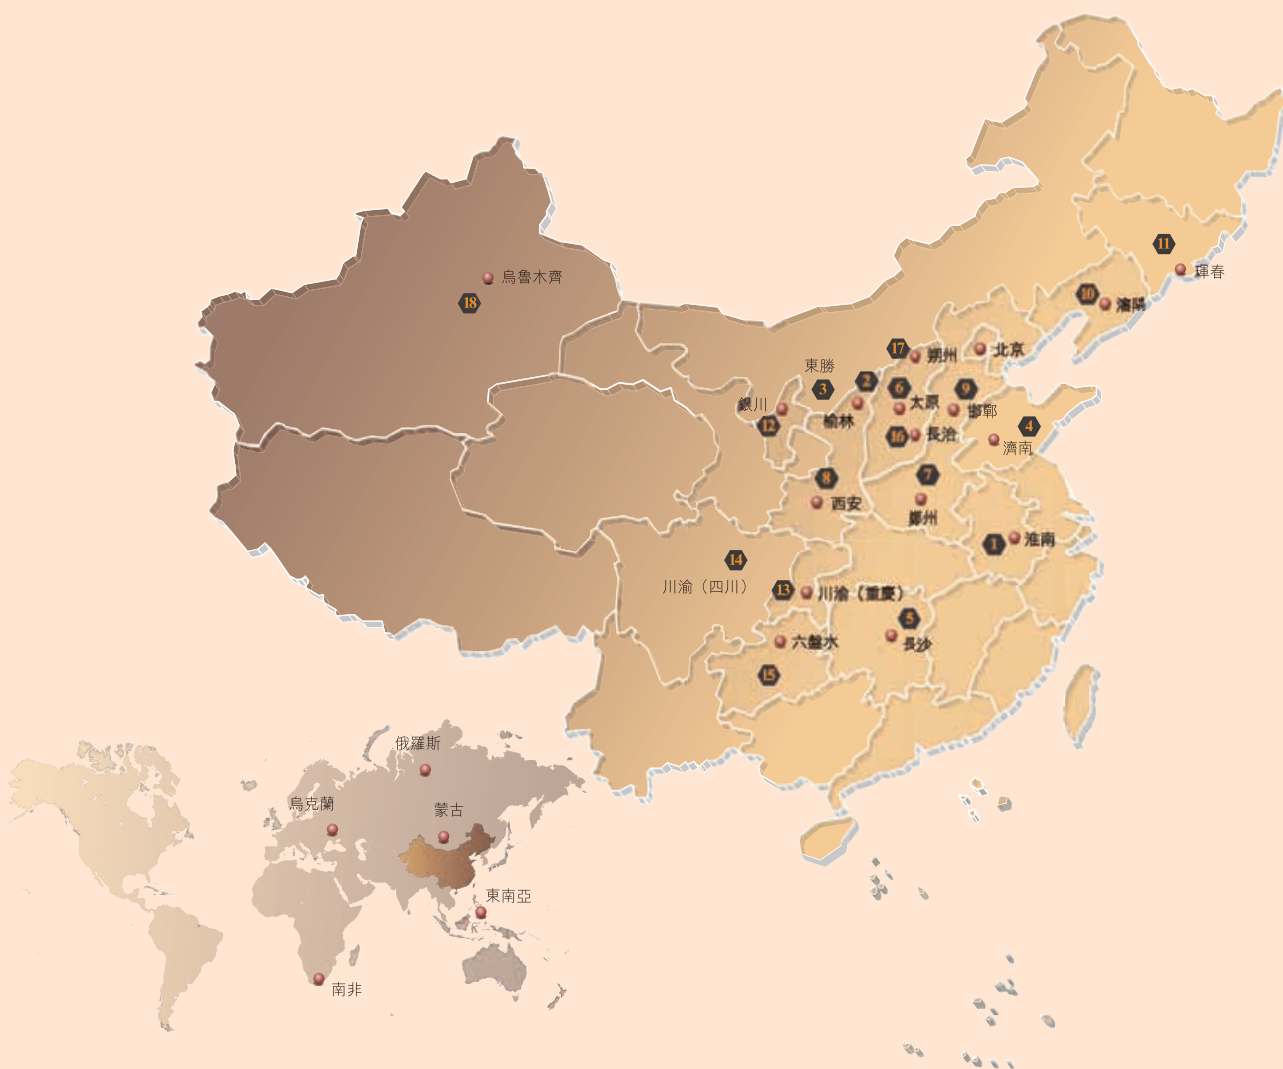 11
琿春
烏魯木齊
18
10
瀋陽
17
朔州
北京
東勝
3
2
6
9
銀川
12
榆林
太原
邯鄲
4
16
長治
濟南
8
7
西安
鄭州
1
淮南
14
川渝（四川）
13
川渝（重慶）
5
六盤水
長沙
15
俄羅斯
烏克蘭
蒙古
東南亞
南非